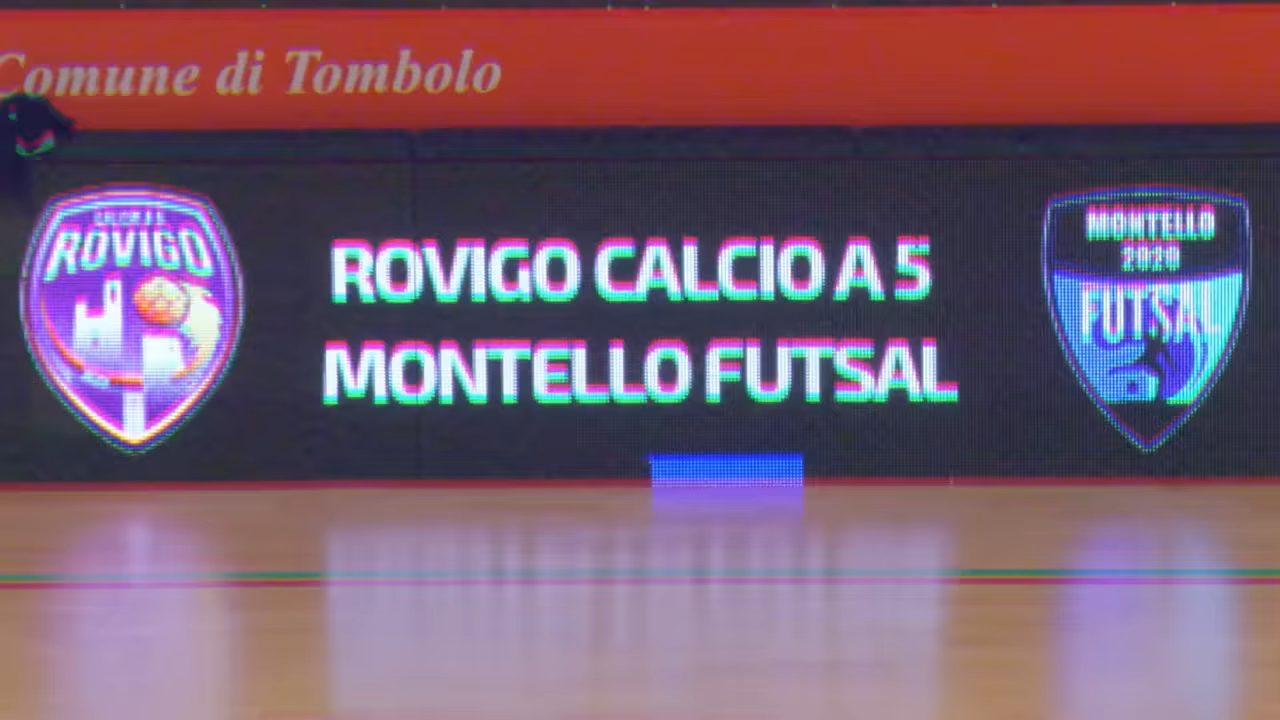 Comune di Tombolo
ROVIGO
ROVIGO CALCIO A 5
MONTELLO FUTSAL
MONTELLO
2020
FUTSAL